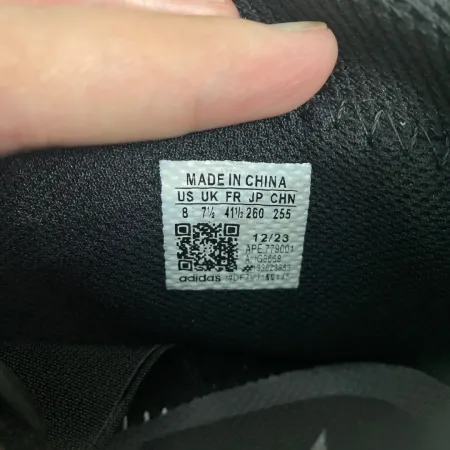 MADE IN CHINA
US UK FR JP CHN
8 7½ 41⅓ 260 255
12/23
APE 779001
adidas